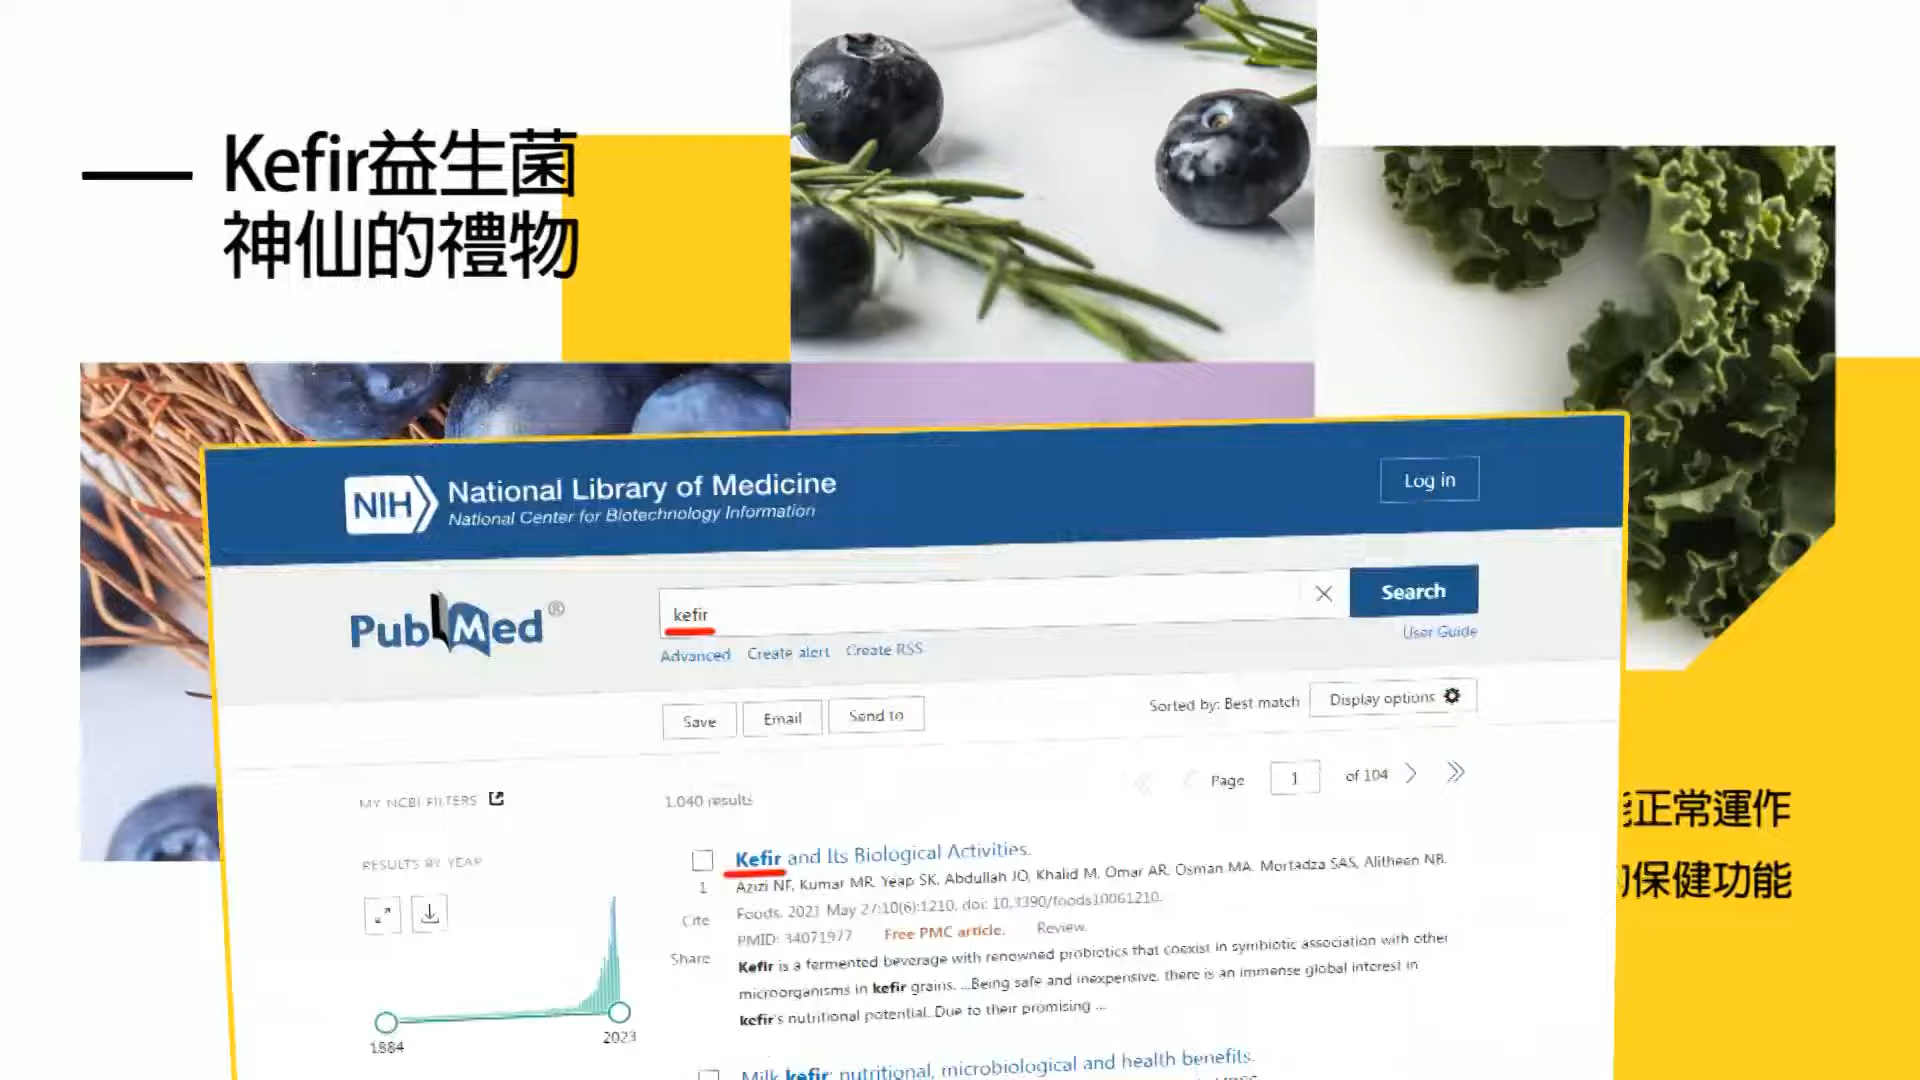 Kefir益生菌
神仙的禮物
NIH National Library of Medicine
National Center for Biotechnology Information
Log in
PubMed®
kefir
Search
Advanced Create alert Create RSS
User Guide
Save Email Send to
Sorted by: Best match Display options
MY NCBI FILTERS
1,040 results
Page 1 of 104
RESULTS BY YEAR
1884
2023
Kefir and Its Biological Activities.
1
Azizi NF, Kumar MR, Yeap SK, Abdullah JO, Khalid M, Omar AR, Osman MA, Mortadza SAS, Alitheen NB.
Cite
Foods. 2021 May 27;10(6):1210. doi: 10.3390/foods10061210.
PMID: 34071977 Free PMC article. Review.
Share
Kefir is a fermented beverage with renowned probiotics that coexist in symbiotic association with other
microorganisms in kefir grains. ...Being safe and inexpensive, there is an immense global interest in
kefir's nutritional potential. Due to their promising ...
Milk kefir: nutritional, microbiological and health benefits.
正常運作
保健功能